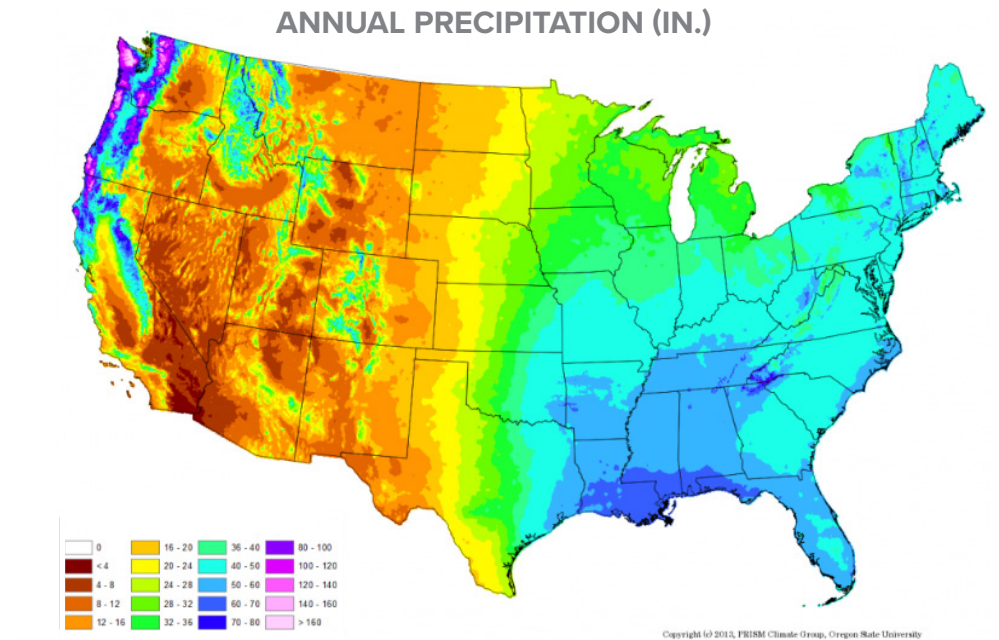 ANNUAL PRECIPITATION (IN.)
0 16 - 20 36 - 40 80 - 100
< 4 20 - 24 40 - 50 100 - 120
4 - 8 24 - 28 50 - 60 120 - 140
8 - 12 28 - 32 60 - 70 140 - 160
12 - 16 32 - 36 70 - 80 > 160
Copyright (c) 2013, PRISM Climate Group, Oregon State University